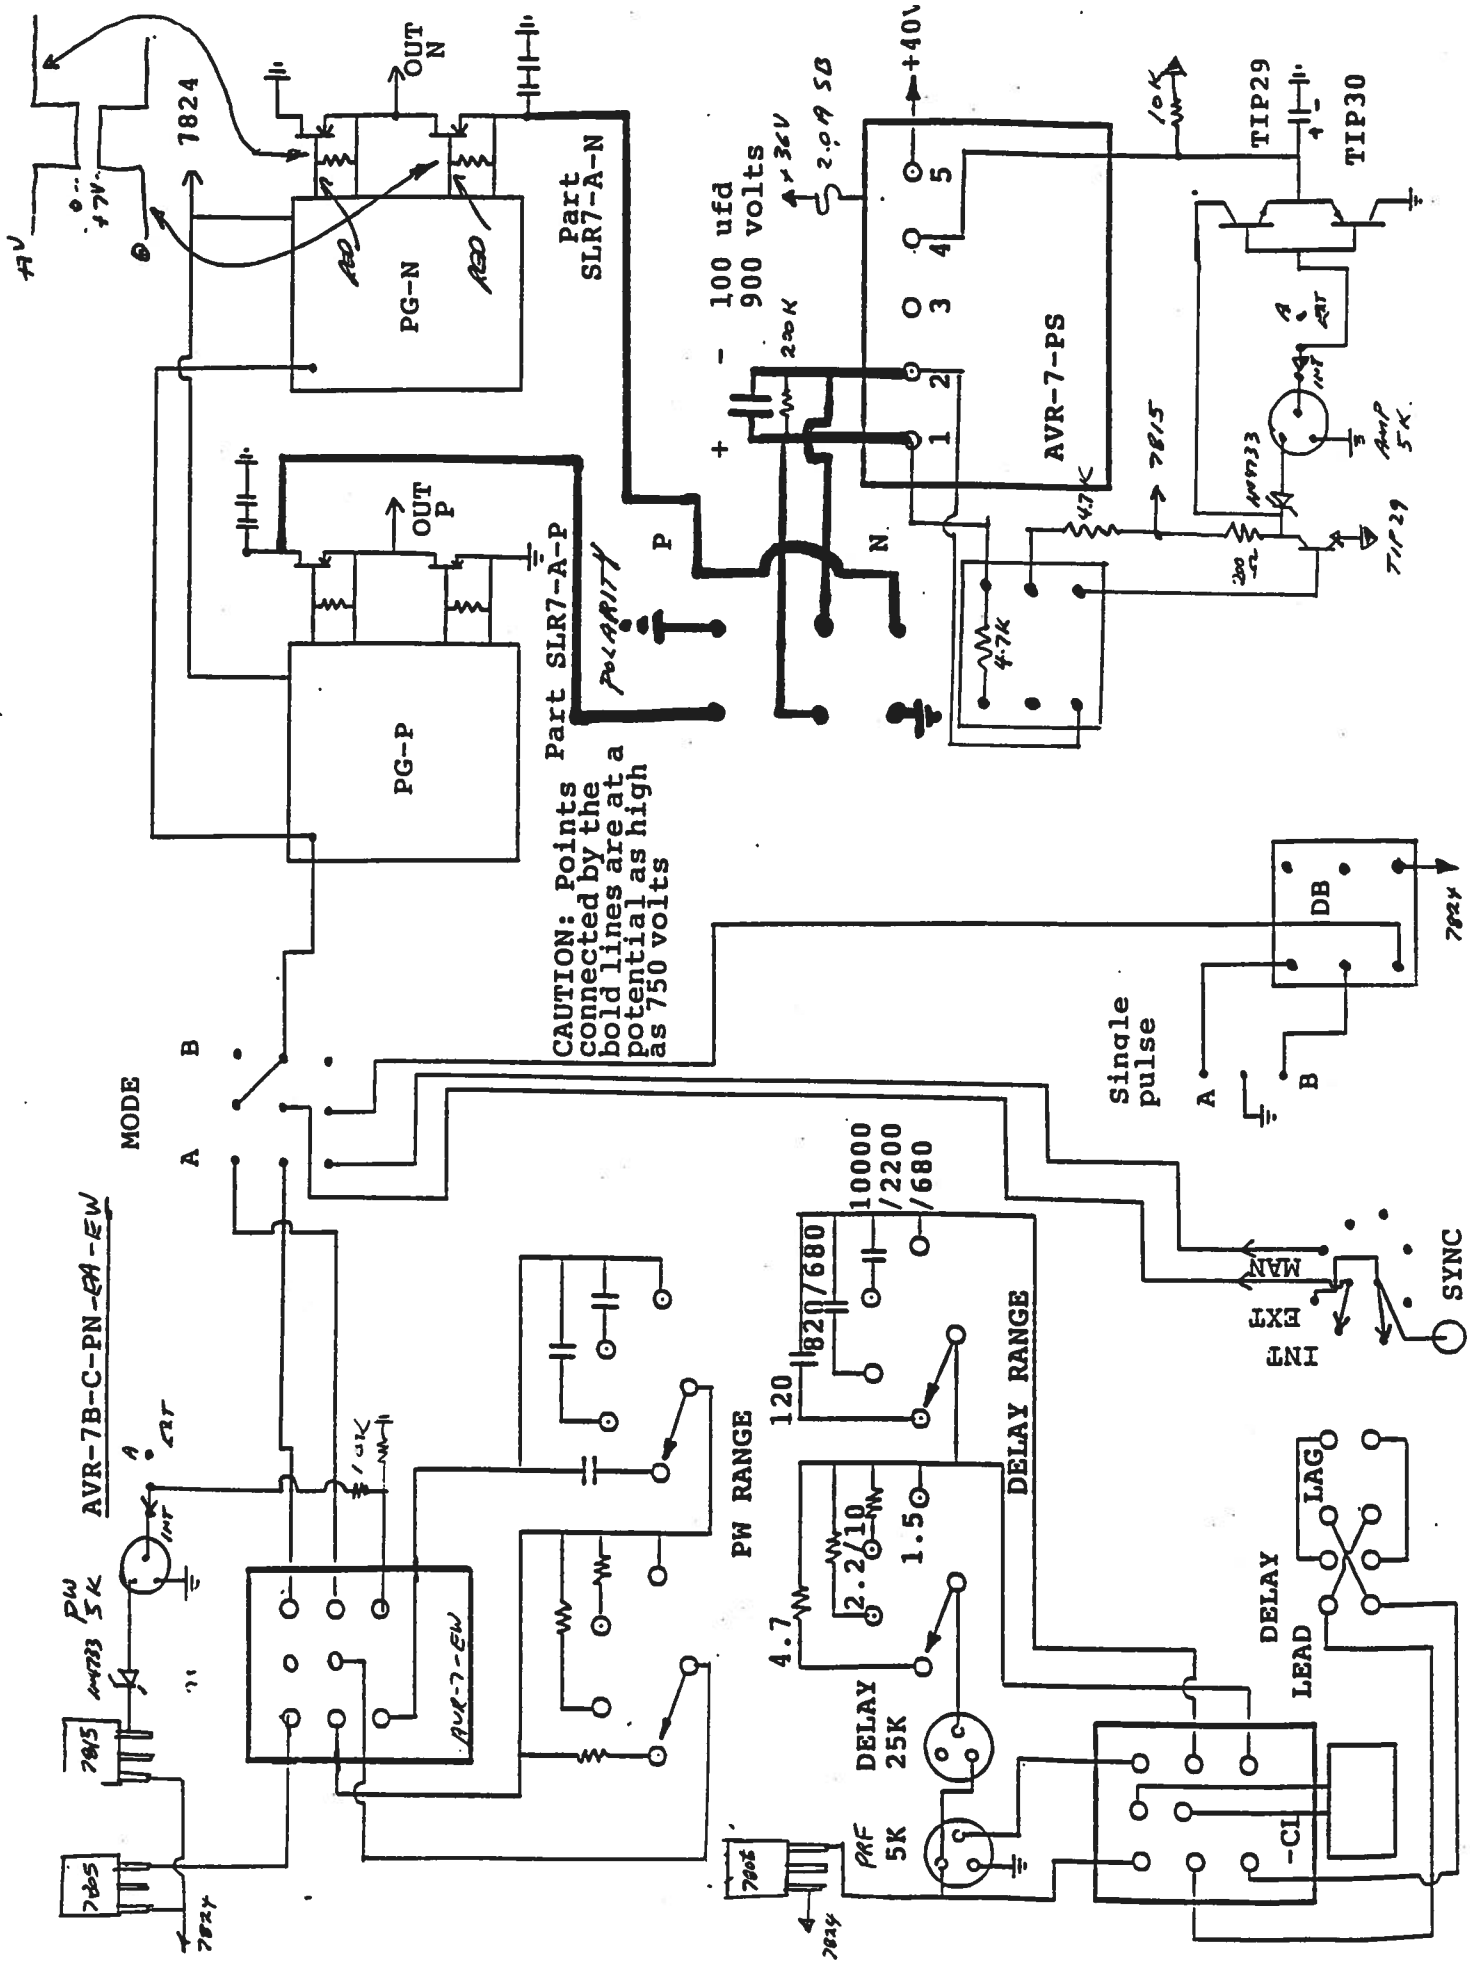 AVR-7B-C-PN-EA-EW
7805
7824
7815
1N4733
PW
5K
INT
A
EXT
AVR-7-EW
MODE
A
B
PG-P
PG-N
7824
+HV
0
OUT
P
OUT
N
Part SLR7-A-P
Part
SLR7-A-N
CAUTION: Points
connected by the
bold lines are at a
potential as high
as 750 volts
POLARITY
P
N
+
-
100 ufd
900 volts
200K
+36V
2.0A SB
+40V
1
2
3
4
5
AVR-7-PS
4.7K
4.7K
7815
200
Ω
1N4733
TIP29
AMP
5K
INT
A
EXT
10K
TIP29
+
-
TIP30
PW RANGE
7806
7824
PRF
5K
DELAY
25K
4.7
2.2/10
1.5
120
820/680
10000
/2200
/680
DELAY RANGE
-CL
DELAY
LEAD
LAG
INT
EXT
MAN
SYNC
Single
pulse
A
B
DB
7824